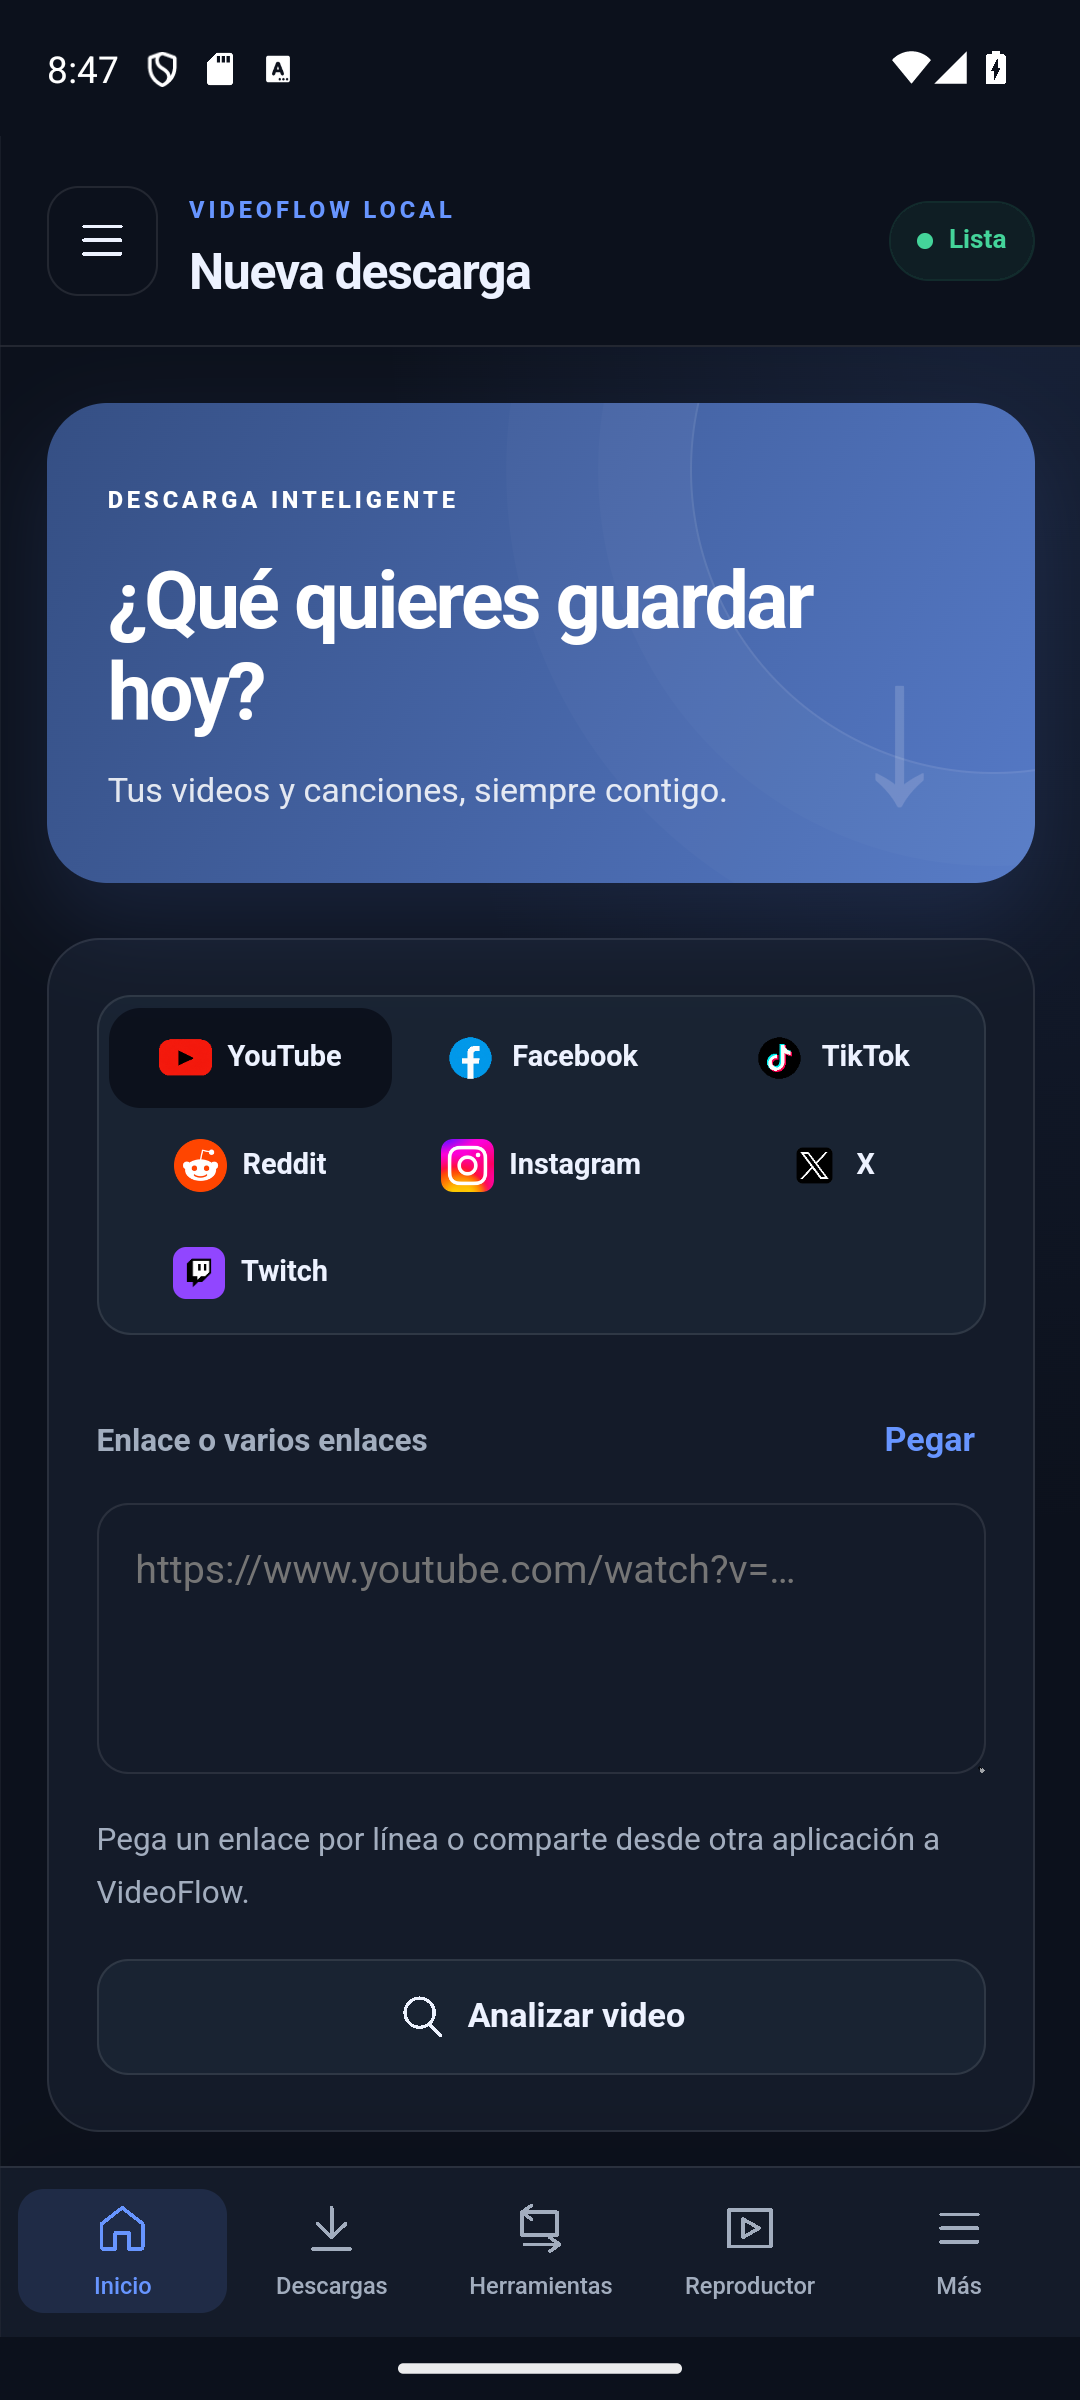 8:47
VIDEOFLOW LOCAL
Nueva descarga
Lista
DESCARGA INTELIGENTE
¿Qué quieres guardar
hoy?
Tus videos y canciones, siempre contigo.
YouTube
Facebook
TikTok
Reddit
Instagram
X
Twitch
Enlace o varios enlaces
Pegar
https://www.youtube.com/watch?v=...
Pega un enlace por línea o comparte desde otra aplicación a
VideoFlow.
Analizar video
Inicio
Descargas
Herramientas
Reproductor
Más